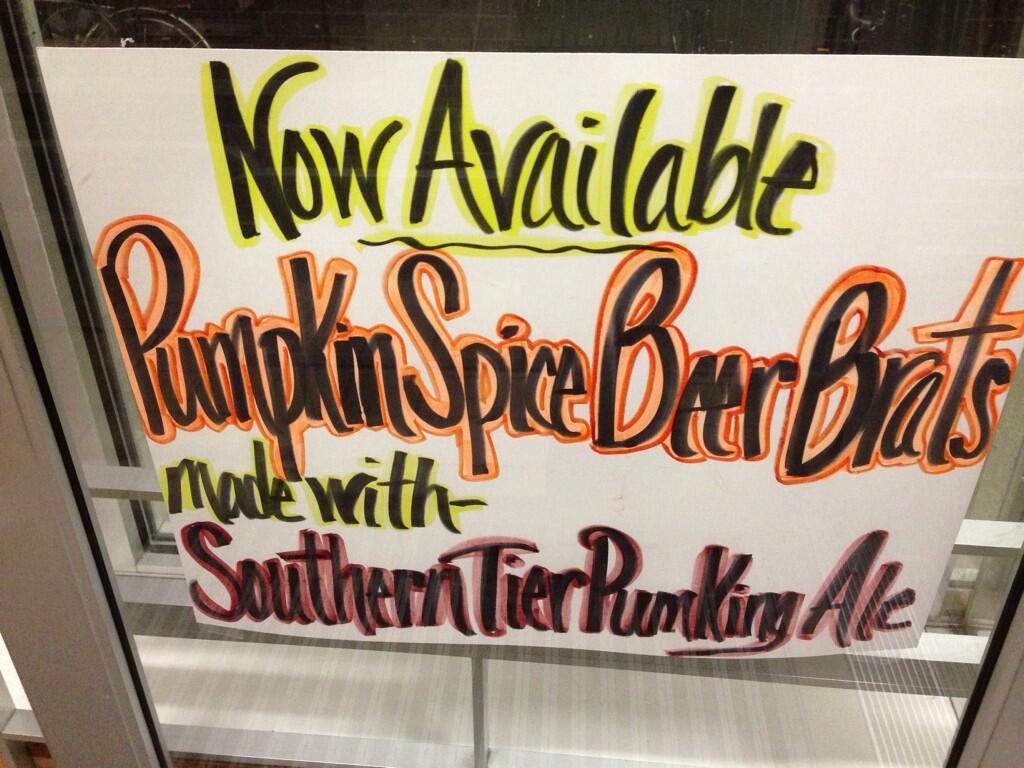 Now Available
Pumpkin Spice Beer Brats
made with-
Southern Tier Pumking Ale